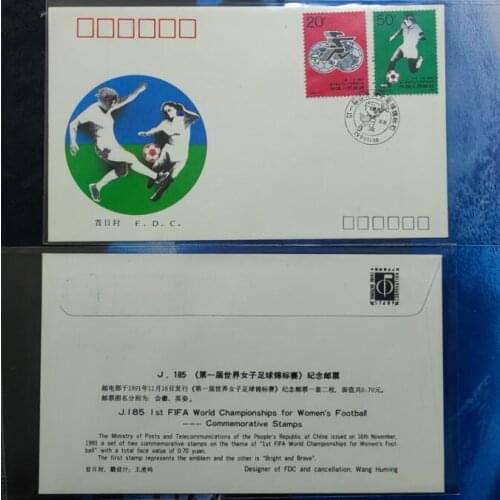 20分
50分
首日封 F.D.C.
J.185 《第一届世界女子足球锦标赛》纪念邮票
邮电部于1991年11月16日发行《第一届世界女子足球锦标赛》纪念邮票一套二枚，面值共0.70元。
邮票图名分别为：会徽、英姿。
J.185 1st FIFA World Championships for Women's Football
--- Commemorative Stamps
The Ministry of Posts and Telecommunications of the People's Republic of China issued on 16th November,
1991 a set of two commemorative stamps on the theme of "1st FIFA World Championships for Women's Foot-
ball" with a total face value of 0.70 yuan.
The first stamp represents the emblem and the other is "Bright and Brave".
首日封、戳设计：王虎鸣 Designer of FDC and cancellation: Wang Huming